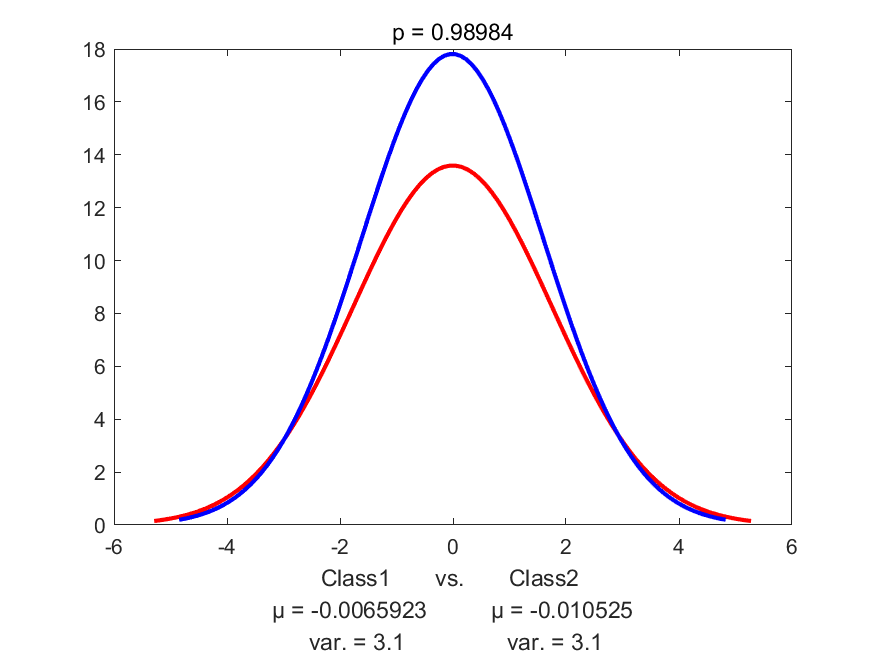 p = 0.98984
18
16
14
12
10
8
6
4
2
0
-6 -4 -2 0 2 4 6
Class1 vs. Class2
μ = -0.0065923 μ = -0.010525
var. = 3.1 var. = 3.1